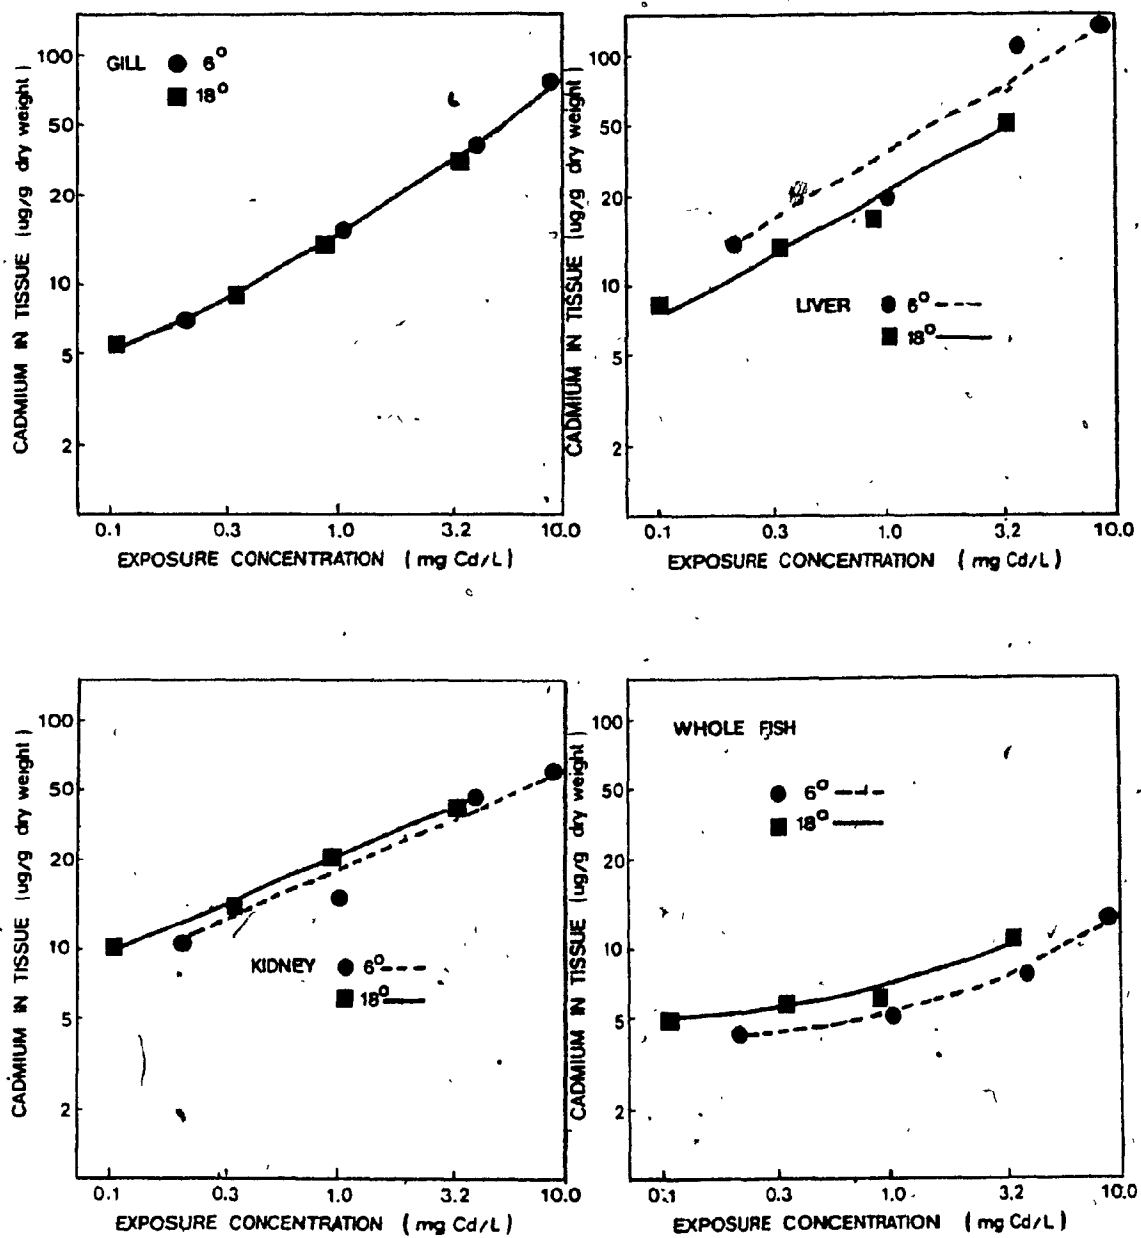 GILL ● 6°
■ 18°
100
50
20
10
5
2
CADMIUM IN TISSUE (ug/g dry weight)
0.1 0.3 1.0 3.2 10.0
EXPOSURE CONCENTRATION (mg Cd/L)
100
50
20
10
5
2
CADMIUM IN TISSUE (ug/g dry weight)
LIVER ● 6° ---
■ 18° ———
0.1 0.3 1.0 3.2 10.0
EXPOSURE CONCENTRATION (mg Cd/L)
100
50
20
10
5
2
CADMIUM IN TISSUE (ug/g dry weight)
KIDNEY ● 6° ---
■ 18° ———
0.1 0.3 1.0 3.2 10.0
EXPOSURE CONCENTRATION (mg Cd/L)
WHOLE FISH
● 6° ---
■ 18° ———
100
50
20
10
5
2
CADMIUM IN TISSUE (ug/g dry weight)
0.1 0.3 1.0 3.2 10.0
EXPOSURE CONCENTRATION (mg Cd/L)